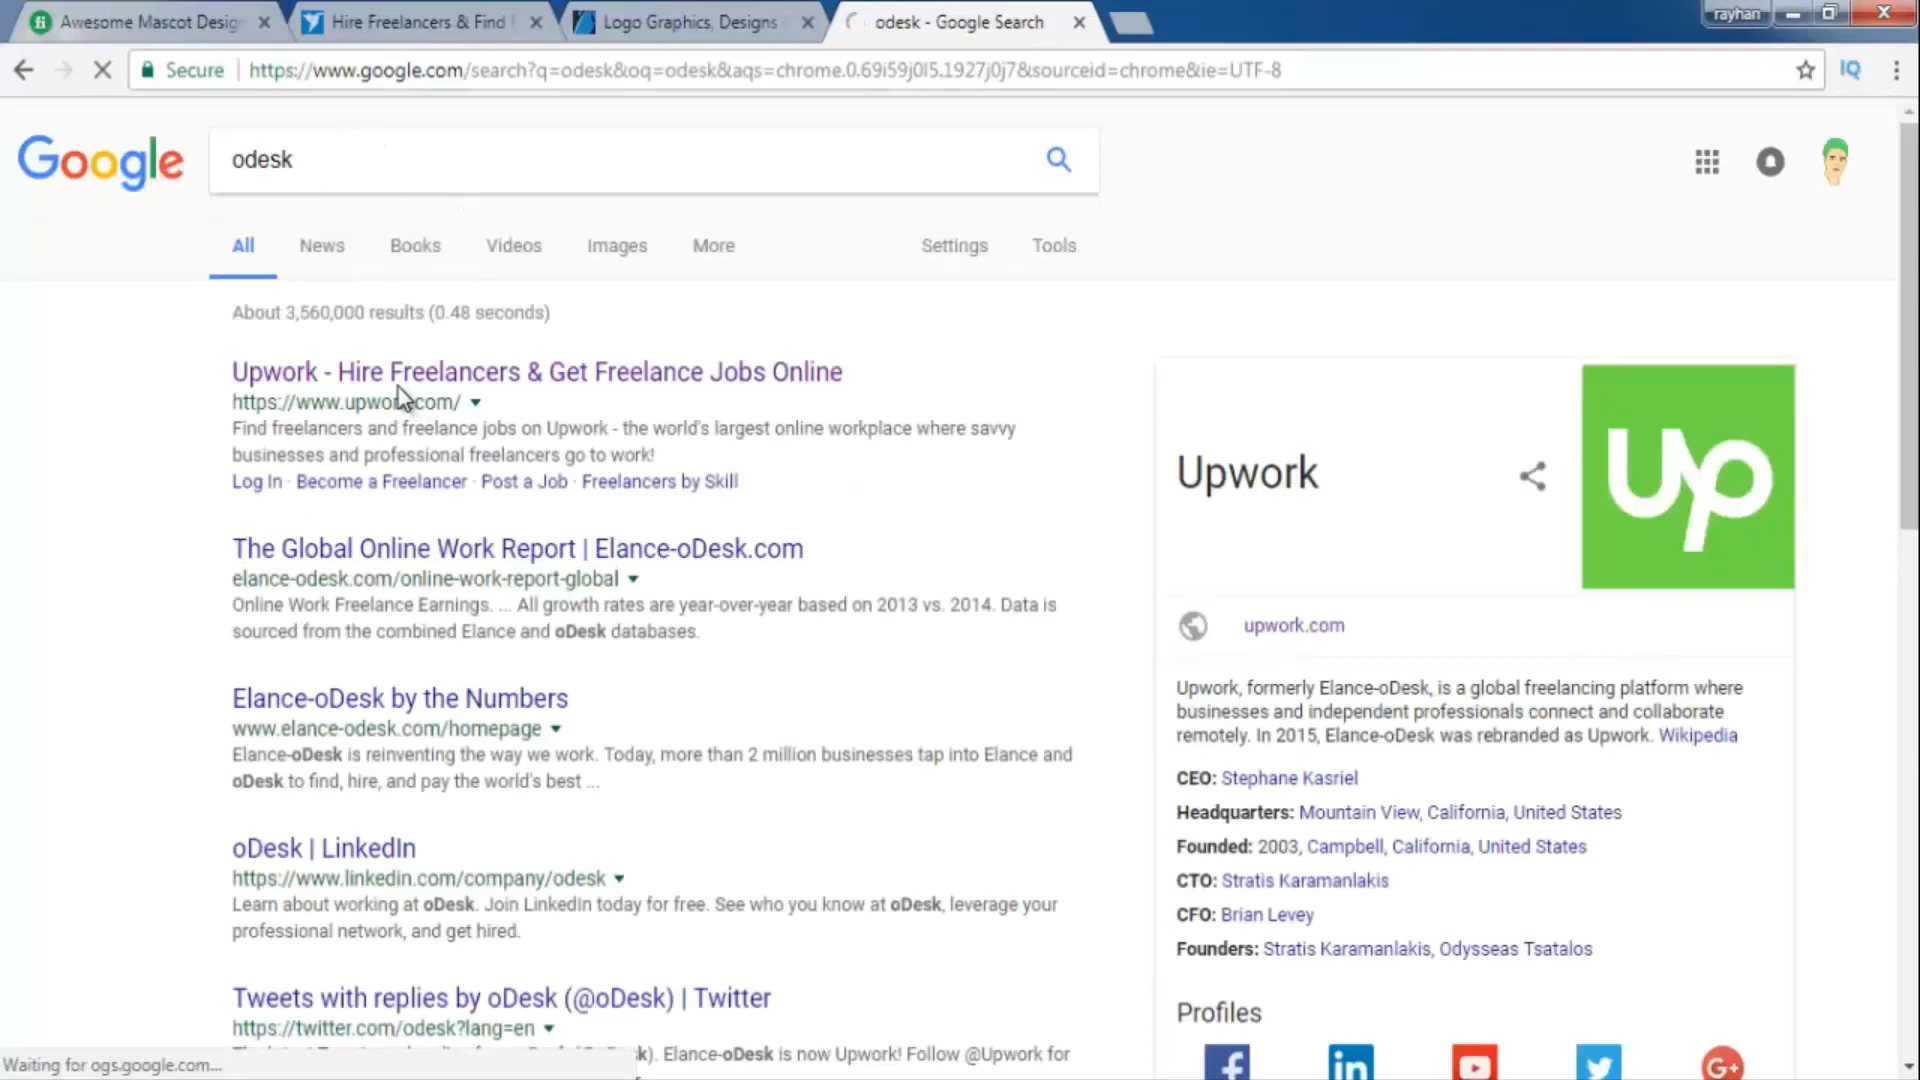 Awesome Mascot Desig
Hire Freelancers & Find
Logo Graphics, Designs
odesk - Google Search
rayhan
Secure
https://www.google.com/search?q=odesk&oq=odesk&aqs=chrome.0.69i59j0l5.1927j0j7&sourceid=chrome&ie=UTF-8
IQ
Google
odesk
All
News
Books
Videos
Images
More
Settings
Tools
About 3,560,000 results (0.48 seconds)
Upwork - Hire Freelancers & Get Freelance Jobs Online
https://www.upwork.com/
Find freelancers and freelance jobs on Upwork - the world's largest online workplace where savvy
businesses and professional freelancers go to work!
Log In · Become a Freelancer · Post a Job · Freelancers by Skill
The Global Online Work Report | Elance-oDesk.com
elance-odesk.com/online-work-report-global
Online Work Freelance Earnings. ... All growth rates are year-over-year based on 2013 vs. 2014. Data is
sourced from the combined Elance and oDesk databases.
Elance-oDesk by the Numbers
www.elance-odesk.com/homepage
Elance-oDesk is reinventing the way we work. Today, more than 2 million businesses tap into Elance and
oDesk to find, hire, and pay the world's best ...
oDesk | LinkedIn
https://www.linkedin.com/company/odesk
Learn about working at oDesk. Join LinkedIn today for free. See who you know at oDesk, leverage your
professional network, and get hired.
Tweets with replies by oDesk (@oDesk) | Twitter
https://twitter.com/odesk?lang=en
k). Elance-oDesk is now Upwork! Follow @Upwork for
Waiting for ogs.google.com...
Upwork
Up
upwork.com
Upwork, formerly Elance-oDesk, is a global freelancing platform where
businesses and independent professionals connect and collaborate
remotely. In 2015, Elance-oDesk was rebranded as Upwork. Wikipedia
CEO: Stephane Kasriel
Headquarters: Mountain View, California, United States
Founded: 2003, Campbell, California, United States
CTO: Stratis Karamanlakis
CFO: Brian Levey
Founders: Stratis Karamanlakis, Odysseas Tsatalos
Profiles
f
in
G+